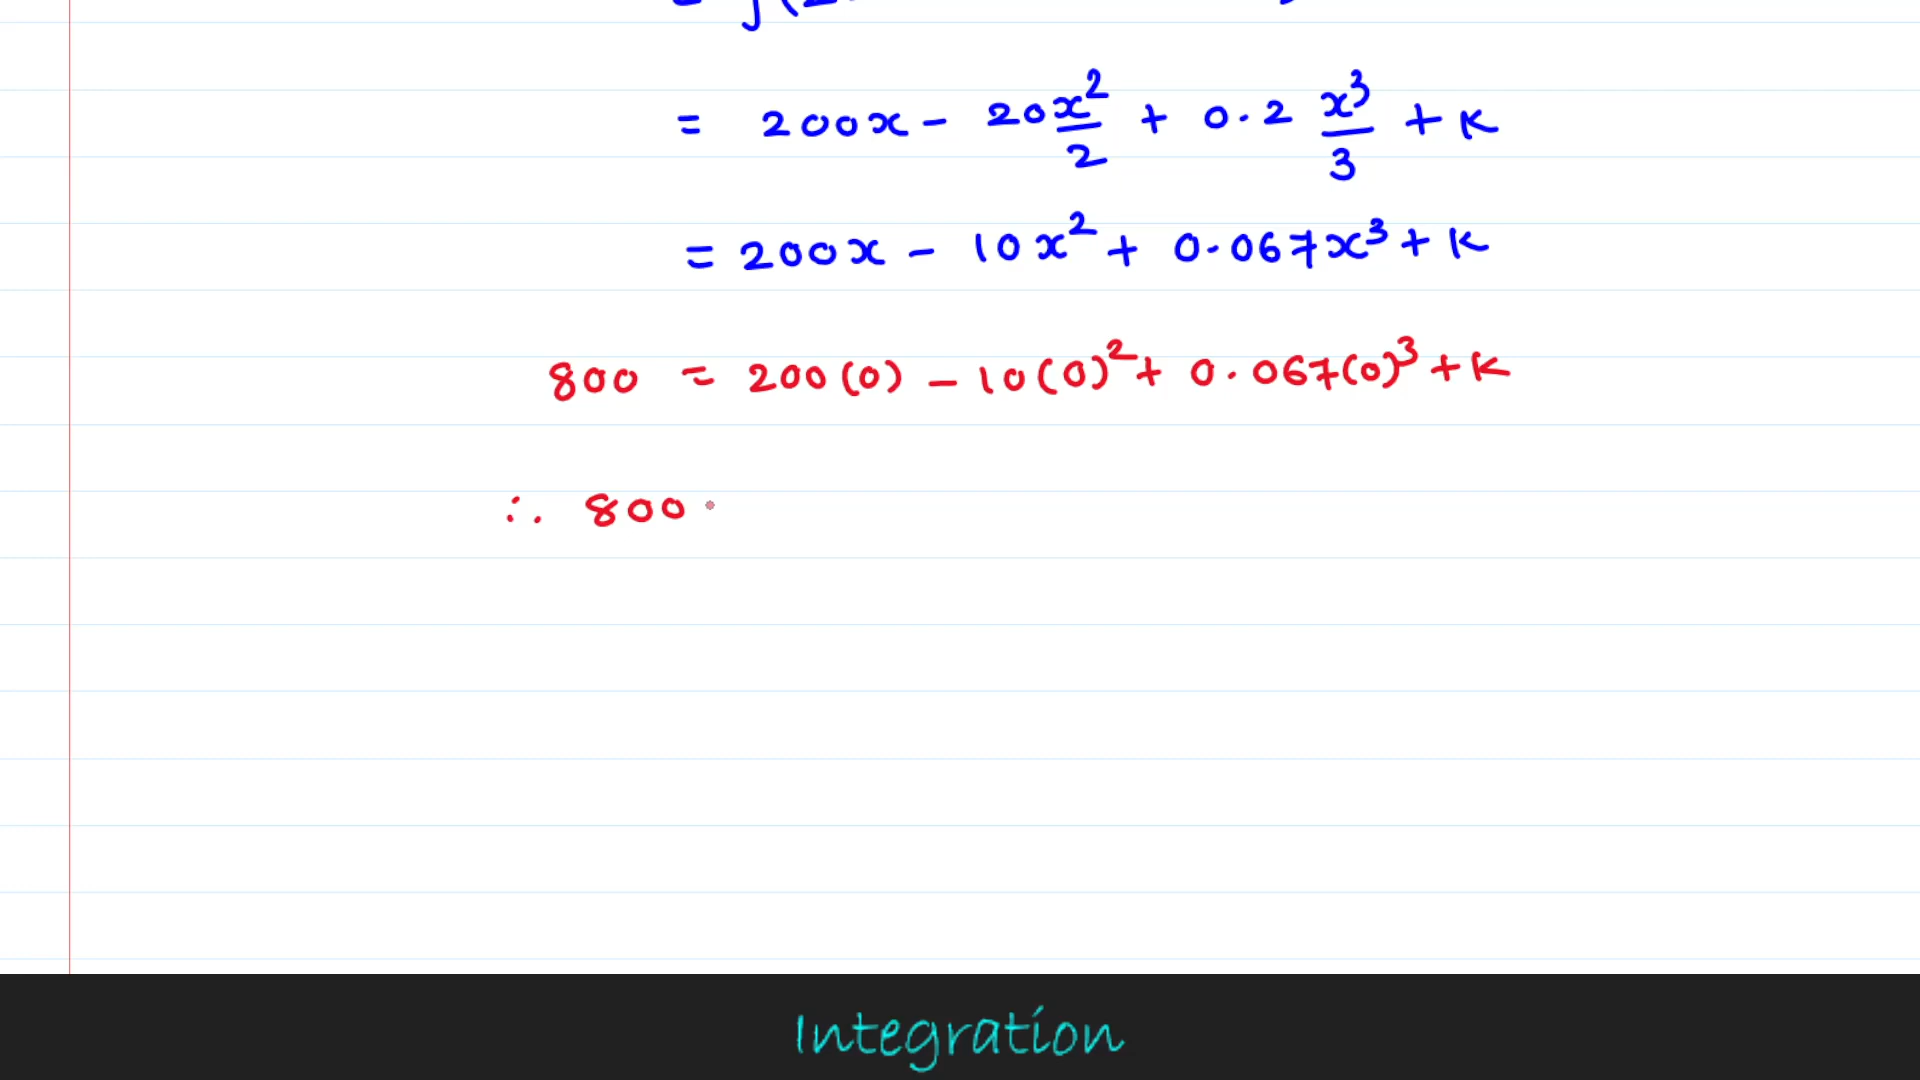 = ∫(2
= 200x - 20x²/2 + 0.2 x³/3 + K
= 200x - 10x² + 0.067x³ + K
800 = 200(0) - 10(0)² + 0.067(0)³ + K
∴ 800
Integration